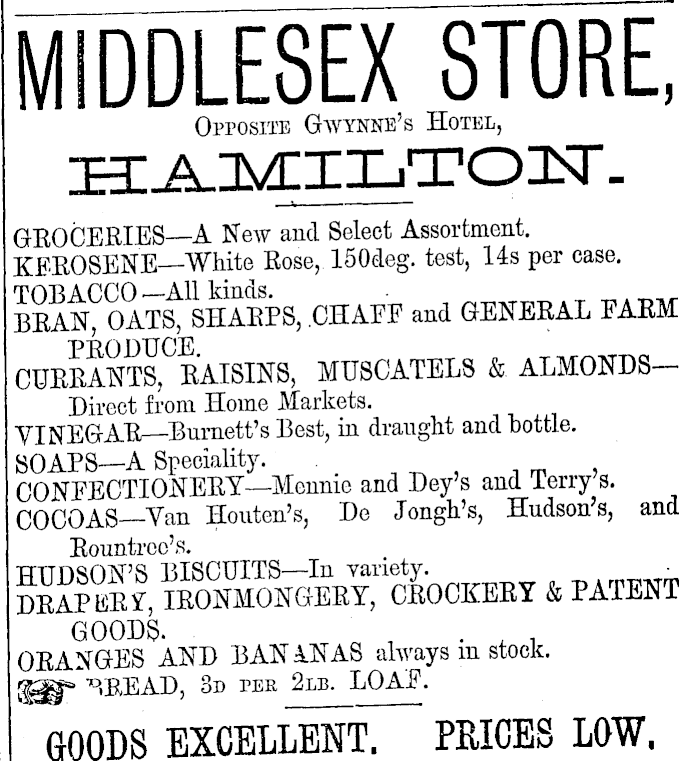 MIDDLESEX STORE,
OPPOSITE GWYNNE'S HOTEL,
HAMILTON.
GROCERIES—A New and Select Assortment.
KEROSENE—White Rose, 150deg. test, 14s per case.
TOBACCO—All kinds.
BRAN, OATS, SHARPS, CHAFF and GENERAL FARM
PRODUCE.
CURRANTS, RAISINS, MUSCATELS & ALMONDS—
Direct from Home Markets.
VINEGAR—Burnett's Best, in draught and bottle.
SOAPS—A Speciality.
CONFECTIONERY—Mennie and Dey's and Terry's.
COCOAS—Van Houten's, De Jongh's, Hudson's, and
Rountree's.
HUDSON'S BISCUITS—In variety.
DRAPERY, IRONMONGERY, CROCKERY & PATENT
GOODS.
ORANGES AND BANANAS always in stock.
BREAD, 3D PER 2LB. LOAF.
GOODS EXCELLENT. PRICES LOW.